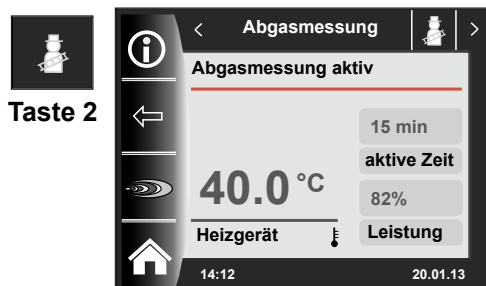 Taste 2
< Abgasmessung >
Abgasmessung aktiv
15 min
aktive Zeit
40.0 °C
82%
Heizgerät
Leistung
14:12
20.01.13